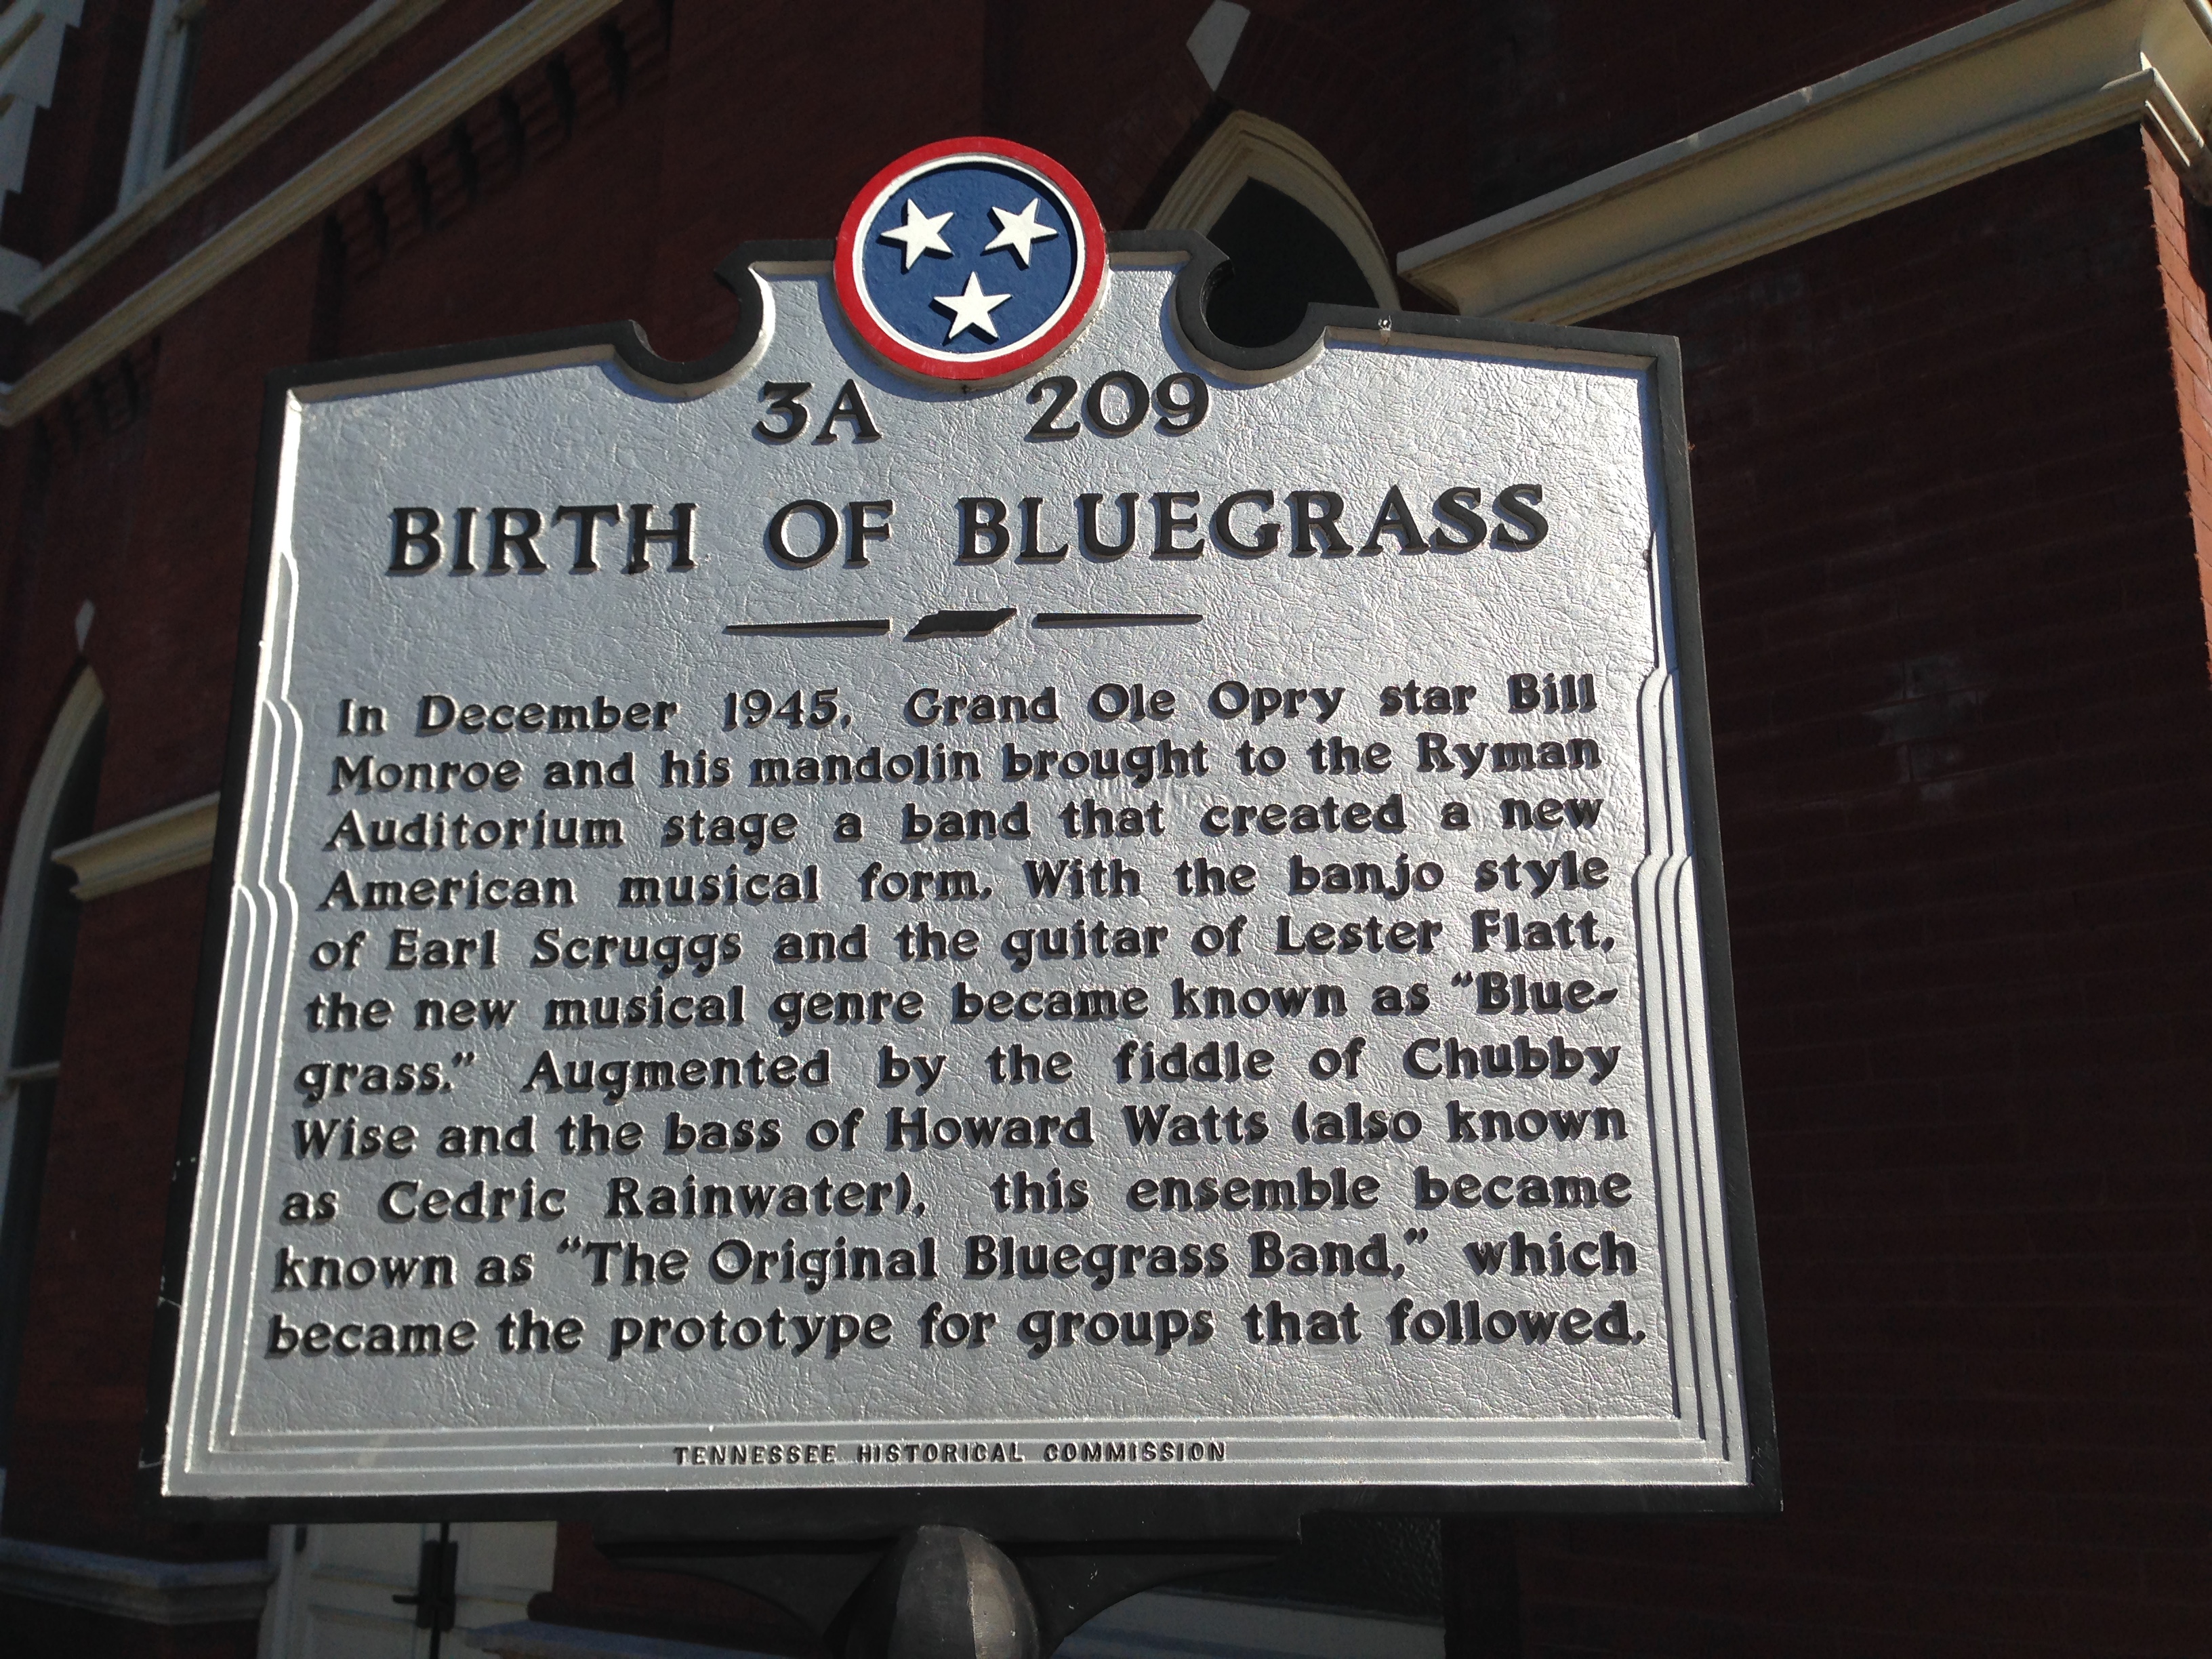 3A 209
BIRTH OF BLUEGRASS
In December 1945, Grand Ole Opry star Bill
Monroe and his mandolin brought to the Ryman
Auditorium stage a band that created a new
American musical form. With the banjo style
of Earl Scruggs and the guitar of Lester Flatt,
the new musical genre became known as “Blue-
grass.” Augmented by the fiddle of Chubby
Wise and the bass of Howard Watts (also known
as Cedric Rainwater), this ensemble became
known as “The Original Bluegrass Band,” which
became the prototype for groups that followed.
TENNESSEE HISTORICAL COMMISSION